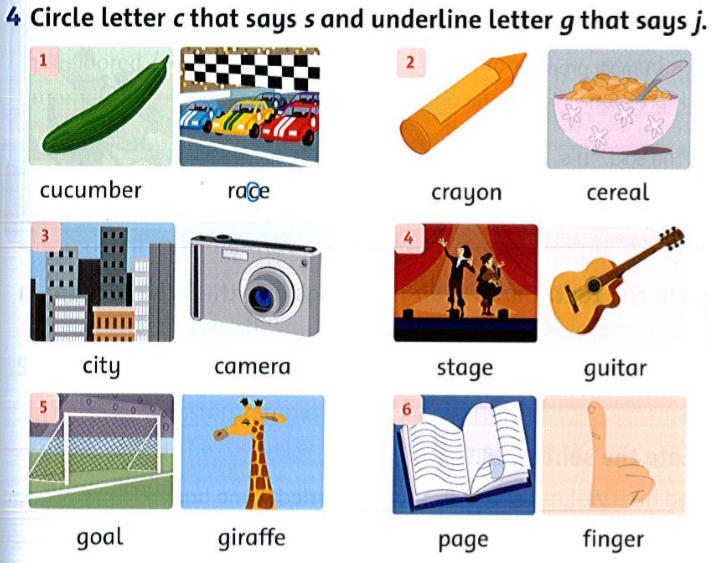 4 Circle letter c that says s and underline letter g that says j.
1
2
cucumber race crayon cereal
3
4
city camera stage guitar
5
6
goal giraffe page finger